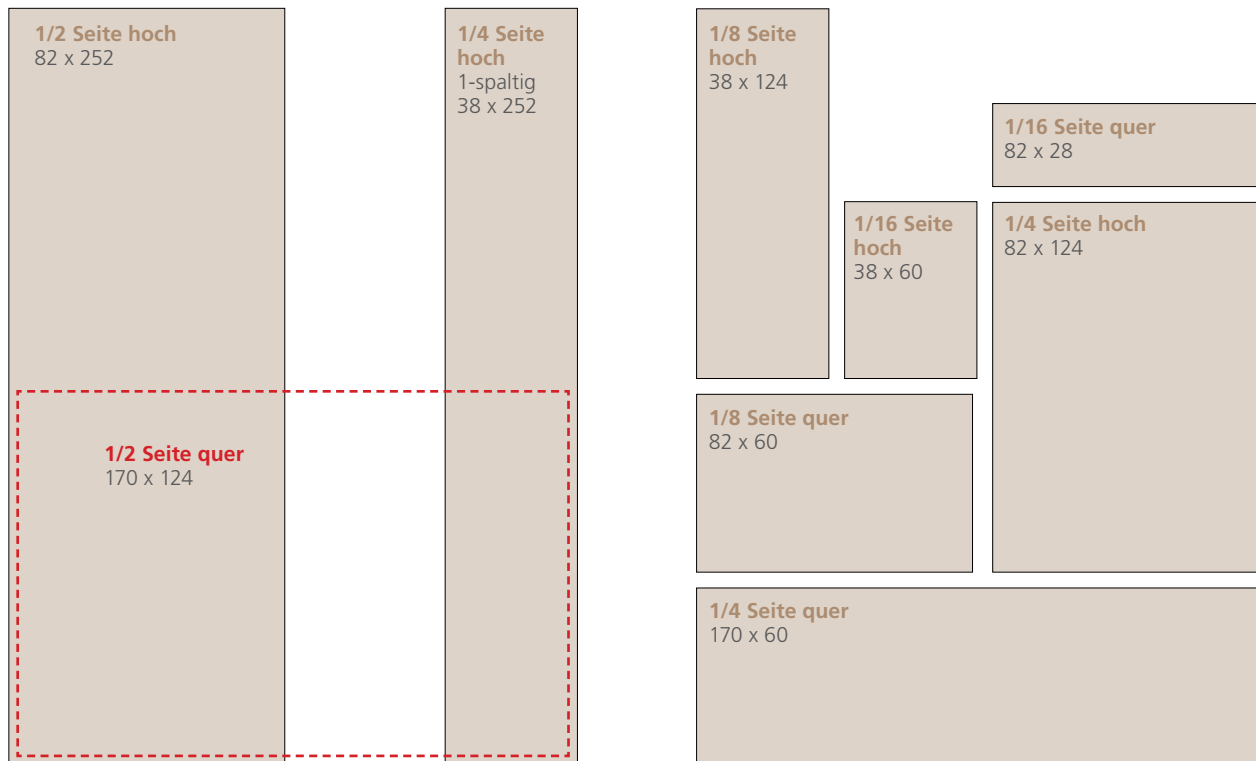 1/2 Seite hoch
82 x 252
1/4 Seite
hoch
1-spaltig
38 x 252
1/2 Seite quer
170 x 124
1/8 Seite
hoch
38 x 124
1/16 Seite quer
82 x 28
1/16 Seite
hoch
38 x 60
1/4 Seite hoch
82 x 124
1/8 Seite quer
82 x 60
1/4 Seite quer
170 x 60